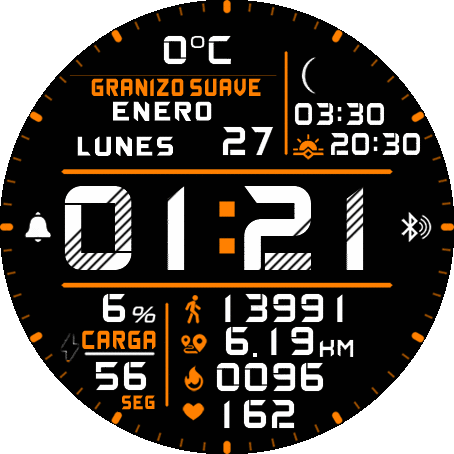 0°C
GRANIZO SUAVE
ENERO
LUNES 27
03:30
20:30
01:21
6%
CARGA
56
SEG
13991
6.19KM
0096
162